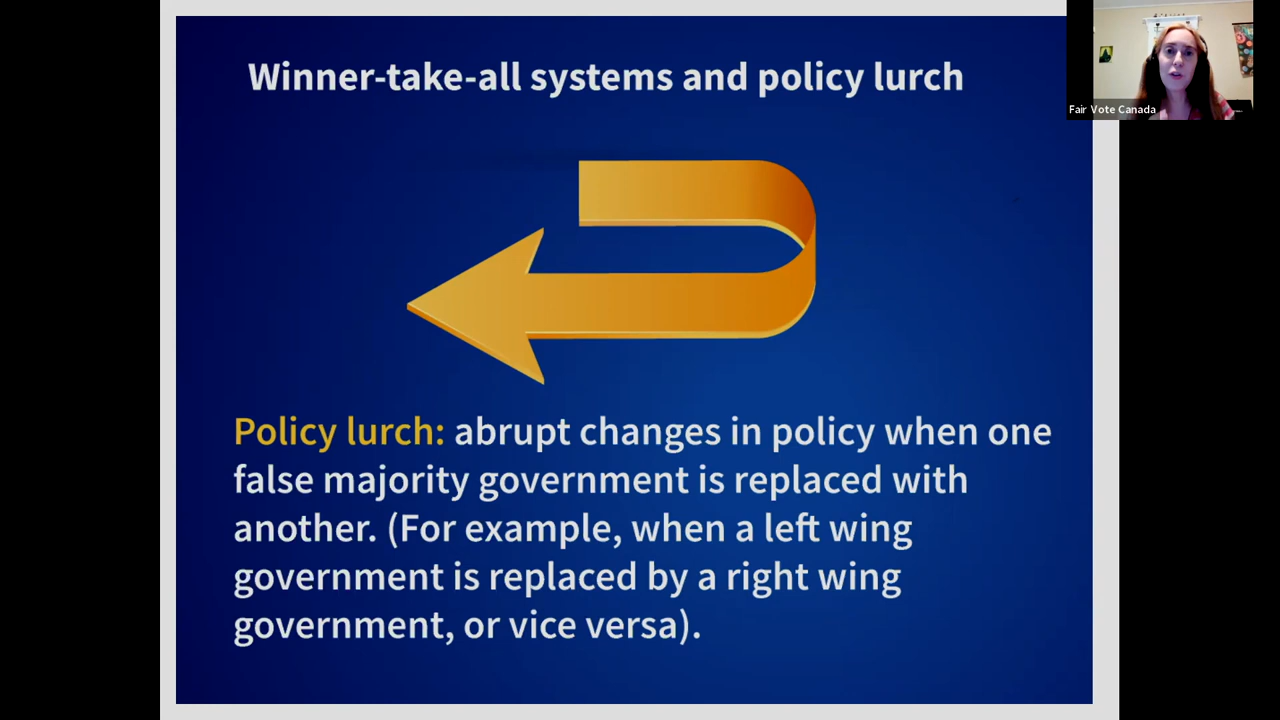 Winner-take-all systems and policy lurch
Fair Vote Canada
Policy lurch: abrupt changes in policy when one
false majority government is replaced with
another. (For example, when a left wing
government is replaced by a right wing
government, or vice versa).